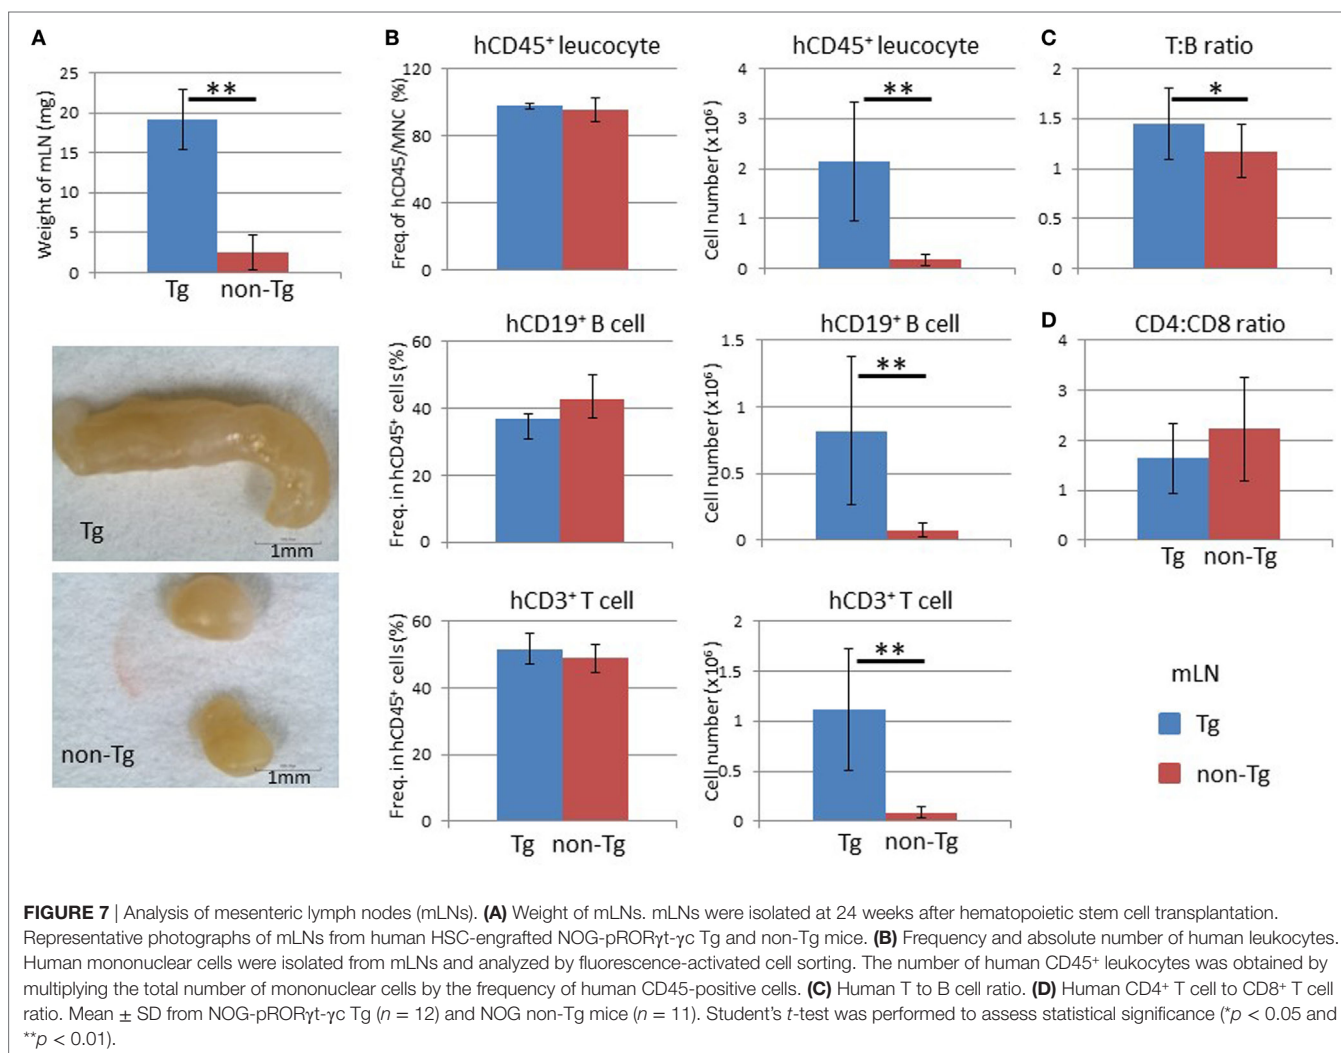 A
Weight of mLN (mg)
25
20
15
10
5
0
**
Tg non-Tg
Tg
1mm
non-Tg
1mm
B
hCD45⁺ leucocyte
Freq.of hCD45/MNC (%)
120
80
40
0
hCD45⁺ leucocyte
Cell number (x10⁶)
4
3
2
1
0
**
hCD19⁺ B cell
Freq. in hCD45⁺ cells (%)
60
40
20
0
hCD19⁺ B cell
Cell number (x10⁶)
1.5
1
0.5
0
**
hCD3⁺ T cell
Freq. in hCD45⁺ cells (%)
60
40
20
0
Tg non-Tg
hCD3⁺ T cell
Cell number (x10⁶)
2
1.5
1
0.5
0
**
Tg non-Tg
C
T:B ratio
2
1.5
1
0.5
0
*
D
CD4:CD8 ratio
4
3
2
1
0
Tg non-Tg
mLN
Tg
non-Tg
FIGURE 7 | Analysis of mesenteric lymph nodes (mLNs). (A) Weight of mLNs. mLNs were isolated at 24 weeks after hematopoietic stem cell transplantation.
Representative photographs of mLNs from human HSC-engrafted NOG-pRORγt-γc Tg and non-Tg mice. (B) Frequency and absolute number of human leukocytes.
Human mononuclear cells were isolated from mLNs and analyzed by fluorescence-activated cell sorting. The number of human CD45⁺ leukocytes was obtained by
multiplying the total number of mononuclear cells by the frequency of human CD45-positive cells. (C) Human T to B cell ratio. (D) Human CD4⁺ T cell to CD8⁺ T cell
ratio. Mean ± SD from NOG-pRORγt-γc Tg (n = 12) and NOG non-Tg mice (n = 11). Student's t-test was performed to assess statistical significance (*p < 0.05 and
**p < 0.01).